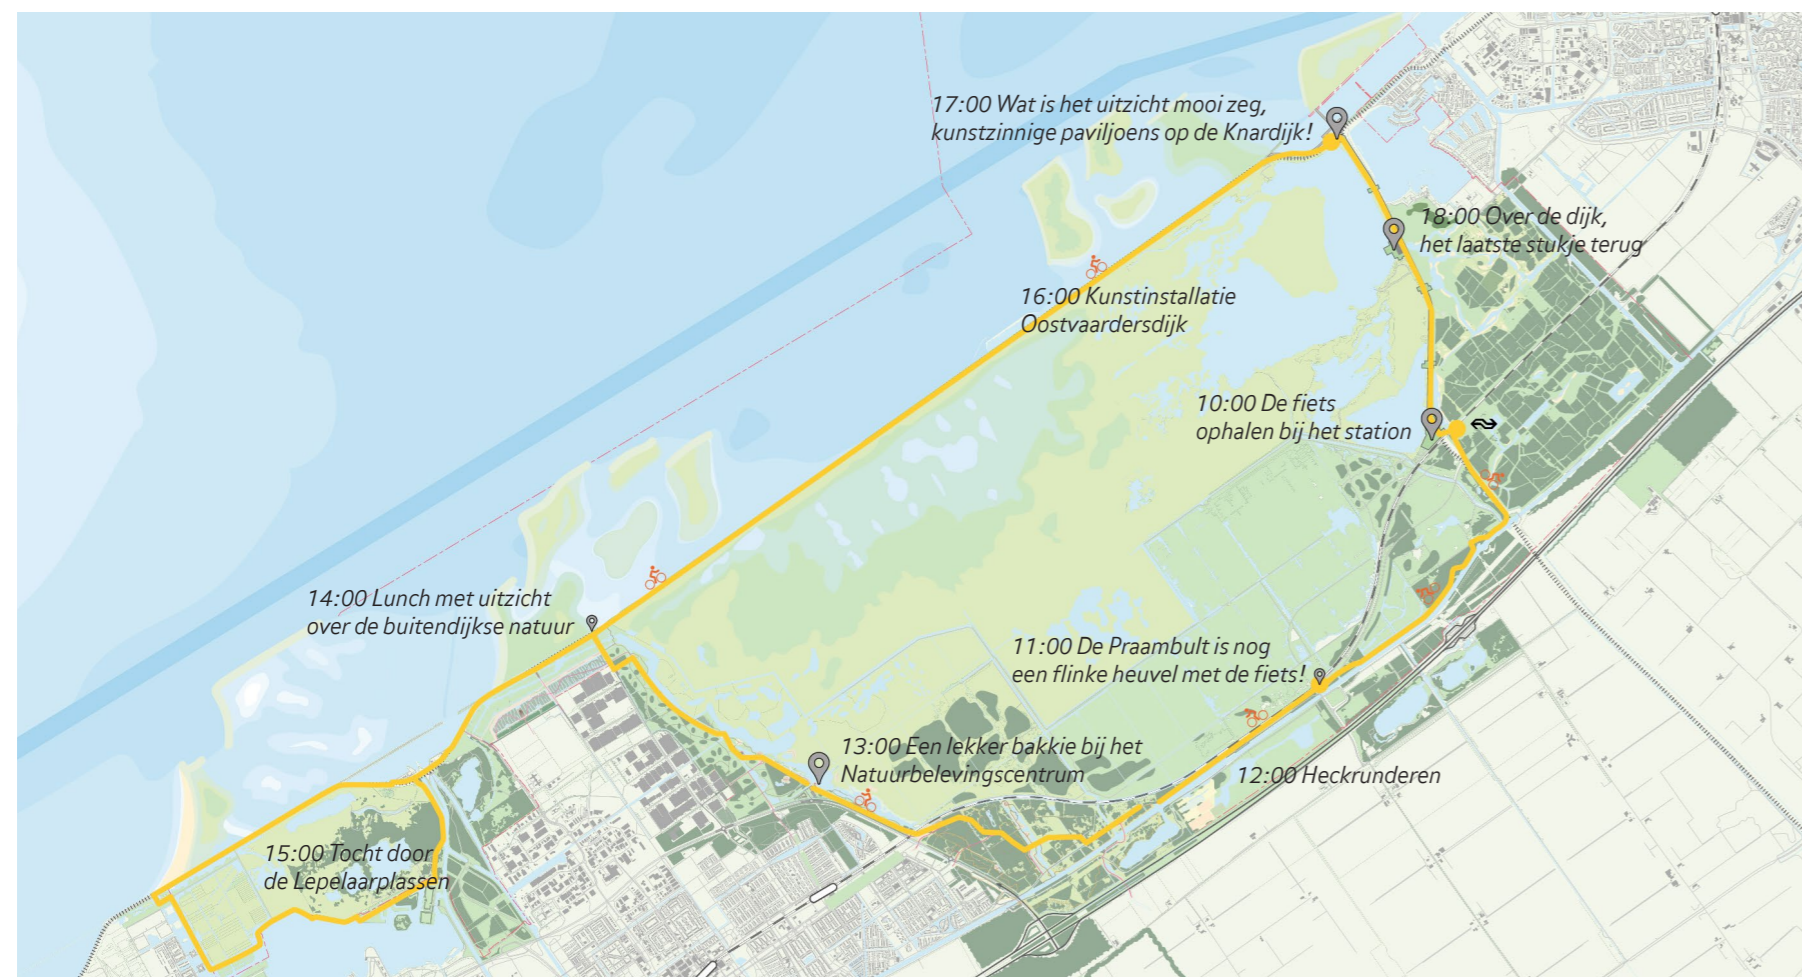 17:00 Wat is het uitzicht mooi zeg,
kunstzinnige paviljoens op de Knardijk!
18:00 Over de dijk,
het laatste stukje terug
16:00 Kunstinstallatie
Oostvaardersdijk
10:00 De fiets
ophalen bij het station
14:00 Lunch met uitzicht
over de buitendijkse natuur
11:00 De Praambult is nog
een flinke heuvel met de fiets!
13:00 Een lekker bakkie bij het
Natuurbelevingscentrum
12:00 Heckrunderen
15:00 Tocht door
de Lepelaarplassen